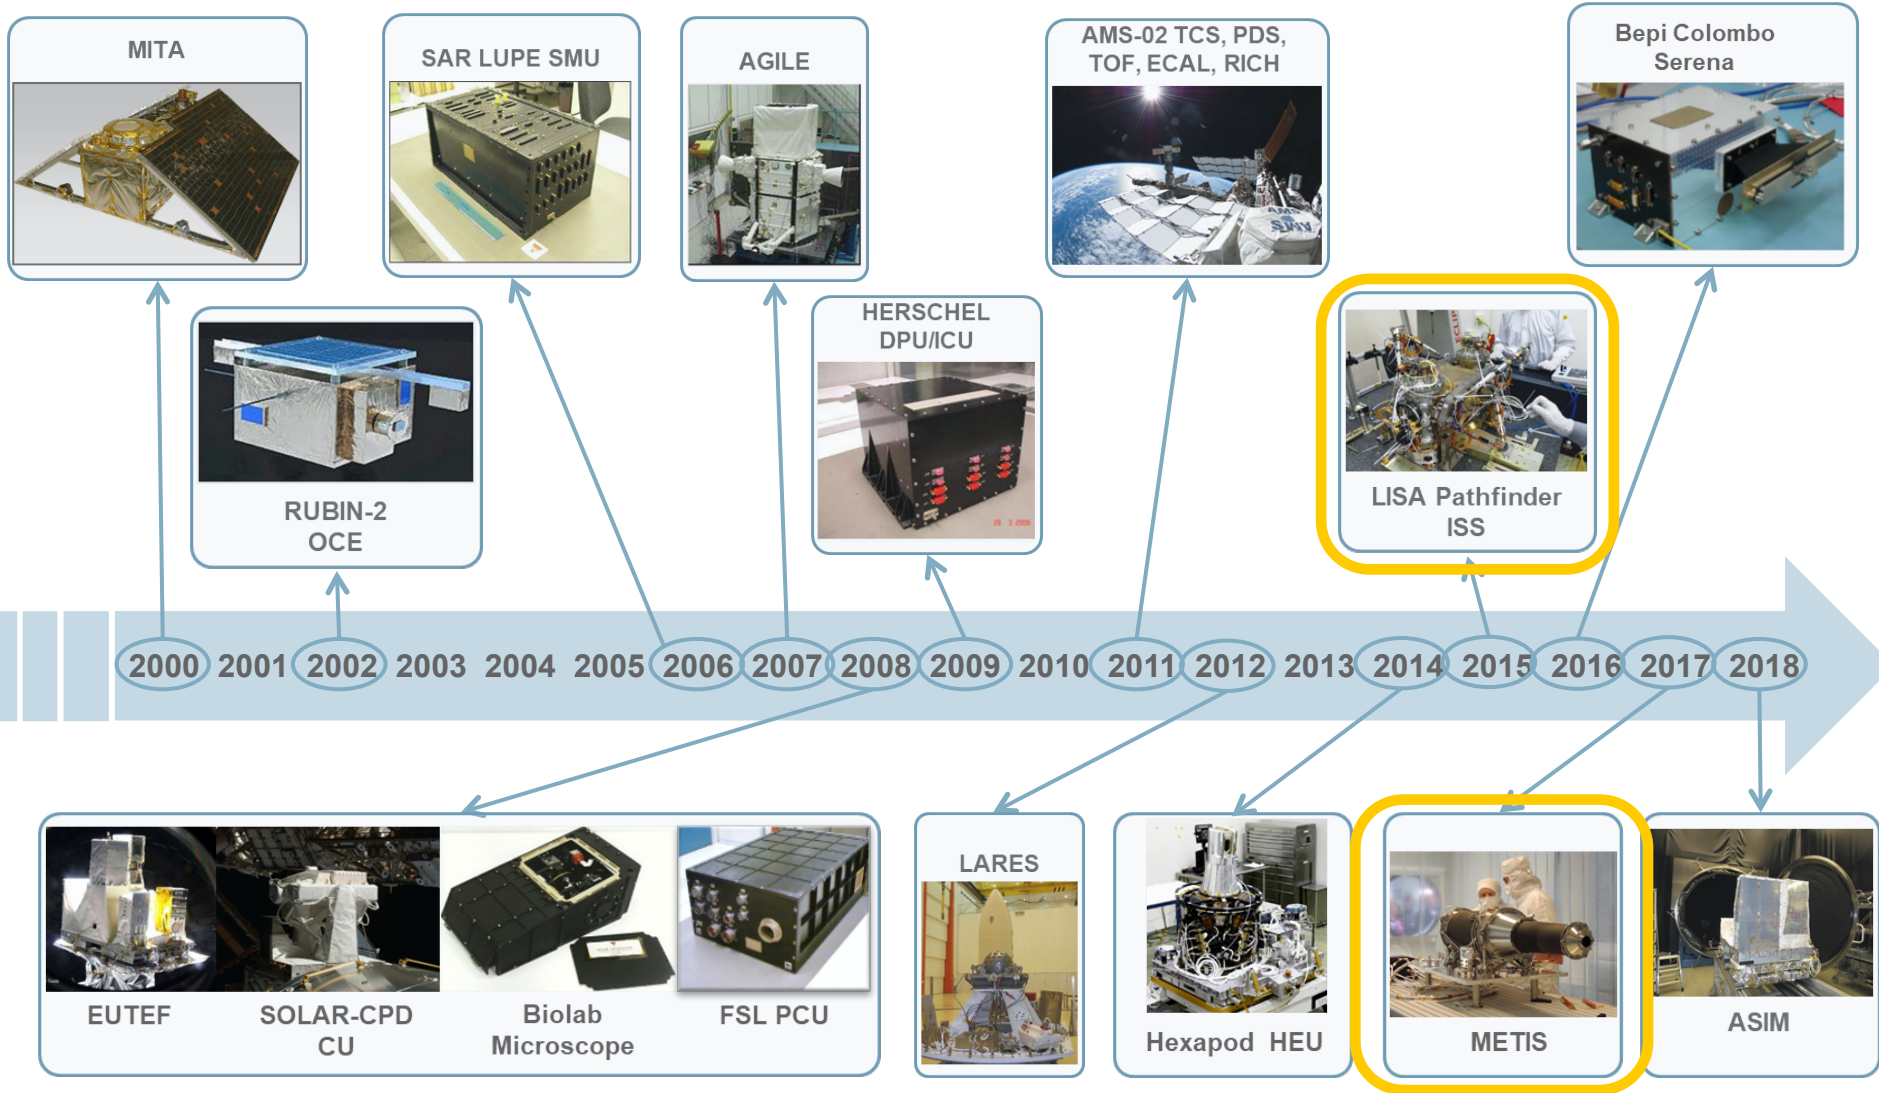 MITA
SAR LUPE SMU
AGILE
AMS-02 TCS, PDS,
TOF, ECAL, RICH
Bepi Colombo
Serena
AMS
RUBIN-2
OCE
HERSCHEL
DPU/ICU
LISA Pathfinder
ISS
2000 2001 2002 2003 2004 2005 2006 2007 2008 2009 2010 2011 2012 2013 2014 2015 2016 2017 2018
EUTEF
SOLAR-CPD
CU
Biolab
Microscope
FSL PCU
LARES
Hexapod HEU
METIS
ASIM